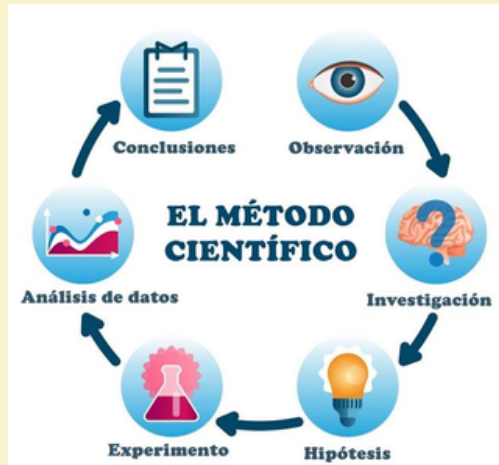 EL MÉTODO
CIENTÍFICO
Observación
Investigación
Hipótesis
Experimento
Análisis de datos
Conclusiones